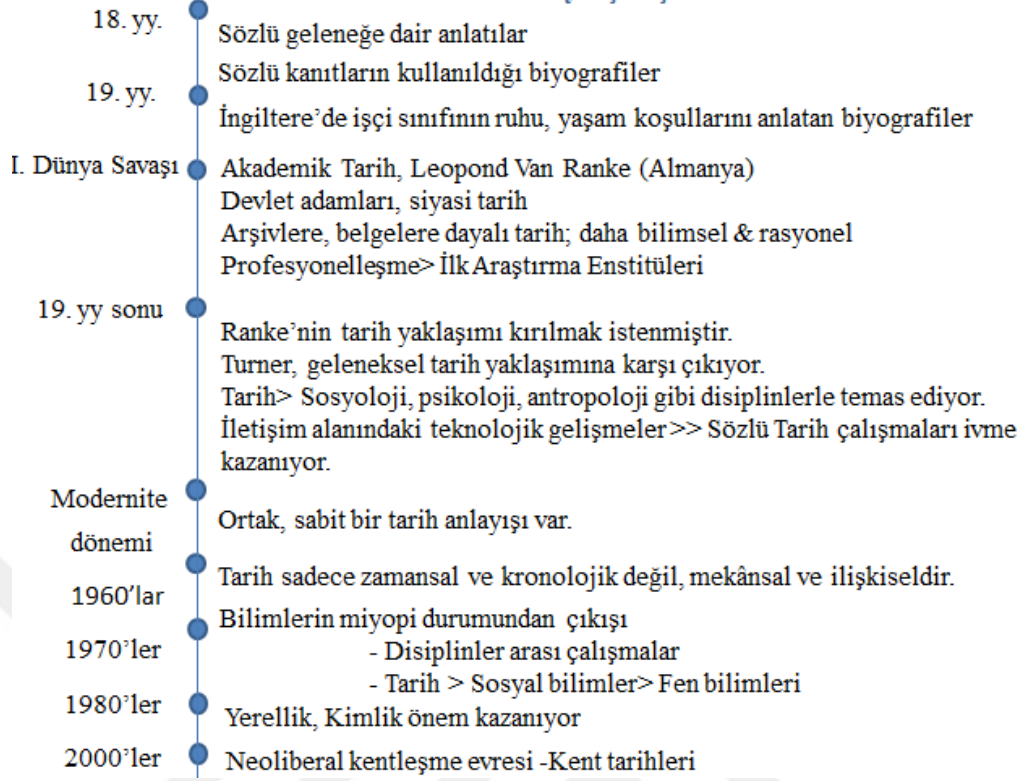 18. yy.
Sözlü geleneğe dair anlatılar
Sözlü kanıtların kullanıldığı biyografiler
19. yy.
İngiltere’de işçi sınıfının ruhu, yaşam koşullarını anlatan biyografiler
I. Dünya Savaşı
Akademik Tarih, Leopond Van Ranke (Almanya)
Devlet adamları, siyasi tarih
Arşivlere, belgelere dayalı tarih; daha bilimsel & rasyonel
Profesyonelleşme> İlk Araştırma Enstitüleri
19. yy sonu
Ranke’nin tarih yaklaşımı kırılmak istenmiştir.
Turner, geleneksel tarih yaklaşımına karşı çıkıyor.
Tarih> Sosyoloji, psikoloji, antropoloji gibi disiplinlerle temas ediyor.
İletişim alanındaki teknolojik gelişmeler>> Sözlü Tarih çalışmaları ivme
kazanıyor.
Modernite
dönemi
Ortak, sabit bir tarih anlayışı var.
1960’lar
Tarih sadece zamansal ve kronolojik değil, mekânsal ve ilişkiseldir.
1970’ler
Bilimlerin miyopi durumundan çıkışı
- Disiplinler arası çalışmalar
- Tarih > Sosyal bilimler> Fen bilimleri
1980’ler
Yerellik, Kimlik önem kazanıyor
2000’ler
Neoliberal kentleşme evresi -Kent tarihleri